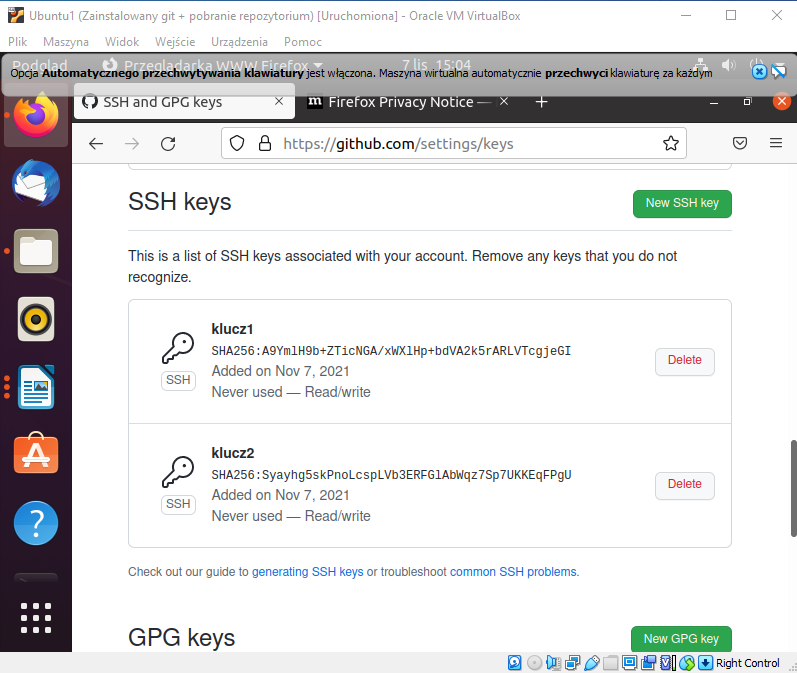 Ubuntu1 (Zainstalowany git + pobranie repozytorium) [Uruchomiona] - Oracle VM VirtualBox
Plik Maszyna Widok Wejście Urządzenia Pomoc
Podgląd Przeglądarka WWW Firefox 7 lis 15:04
Opcja Automatycznego przechwytywania klawiatury jest włączona. Maszyna wirtualna automatycznie przechwyci klawiaturę za każdym
SSH and GPG keys
Firefox Privacy Notice —
https://github.com/settings/keys
SSH keys
New SSH key
This is a list of SSH keys associated with your account. Remove any keys that you do not
recognize.
klucz1
SHA256:A9YmlH9b+ZTicNGA/xWXlHp+bdVA2k5rARLVTcgjeGI
Added on Nov 7, 2021
Never used — Read/write
SSH
Delete
klucz2
SHA256:Syayhg5skPnoLcspLVb3ERFGlAbWqz7Sp7UKKEqFPgU
Added on Nov 7, 2021
Never used — Read/write
SSH
Delete
Check out our guide to generating SSH keys or troubleshoot common SSH problems.
GPG keys
New GPG key
Right Control